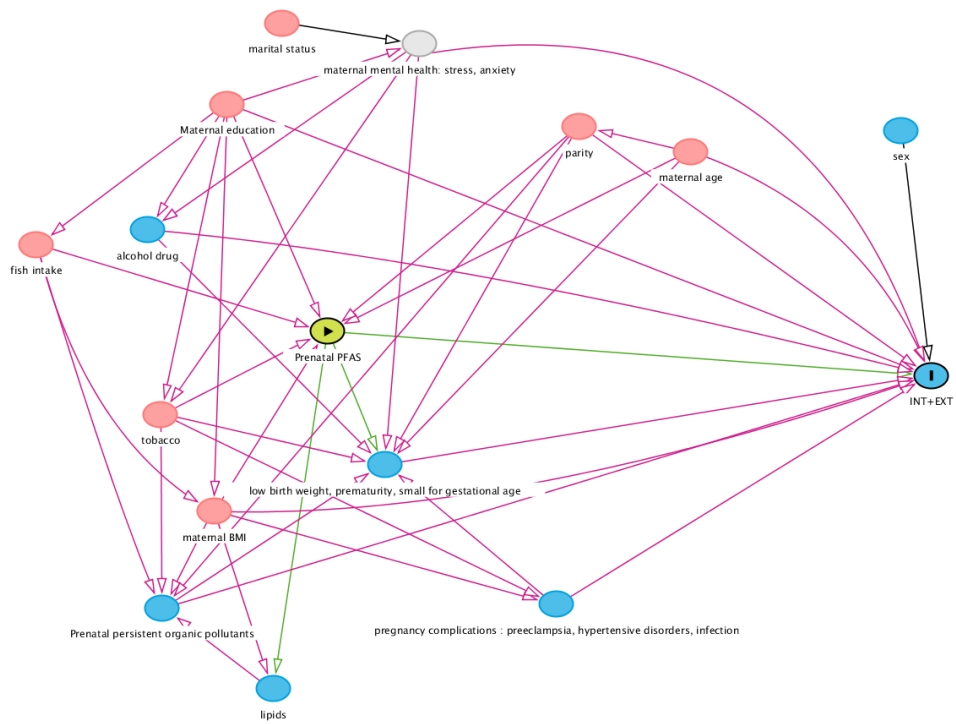 marital status
maternal mental health: stress, anxiety
Maternal education
parity
sex
maternal age
alcohol drug
fish intake
Prenatal PFAS
INT+EXT
tobacco
low birth weight, prematurity, small for gestational age
maternal BMI
Prenatal persistent organic pollutants
pregnancy complications : preeclampsia, hypertensive disorders, infection
lipids